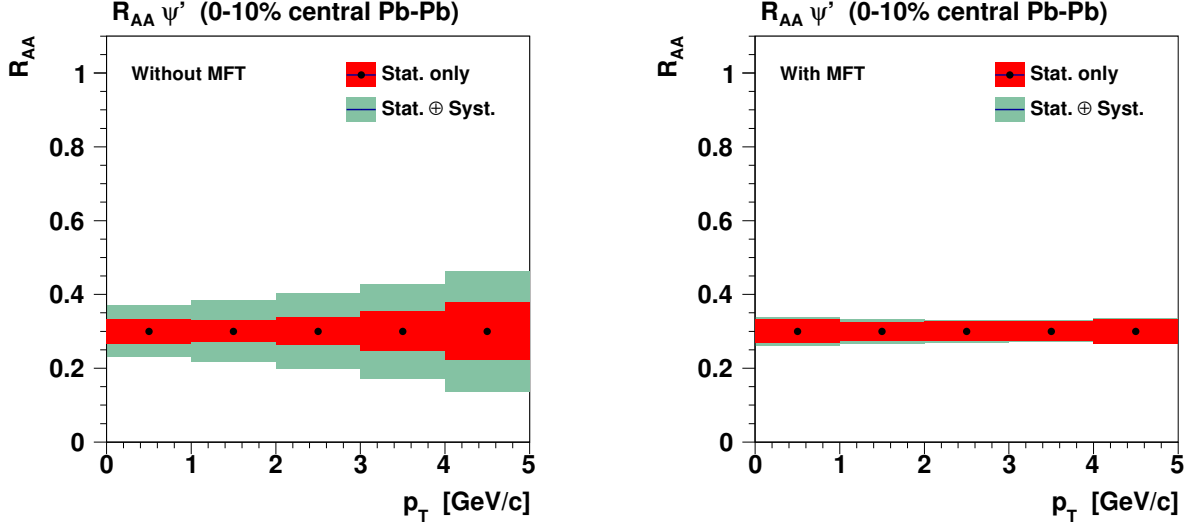 R_AA ψ' (0-10% central Pb-Pb)
R_AA
Without MFT
Stat. only
Stat. ⊕ Syst.
1
0.8
0.6
0.4
0.2
0
0 1 2 3 4 5
p_T [GeV/c]
R_AA ψ' (0-10% central Pb-Pb)
R_AA
With MFT
Stat. only
Stat. ⊕ Syst.
1
0.8
0.6
0.4
0.2
0
0 1 2 3 4 5
p_T [GeV/c]